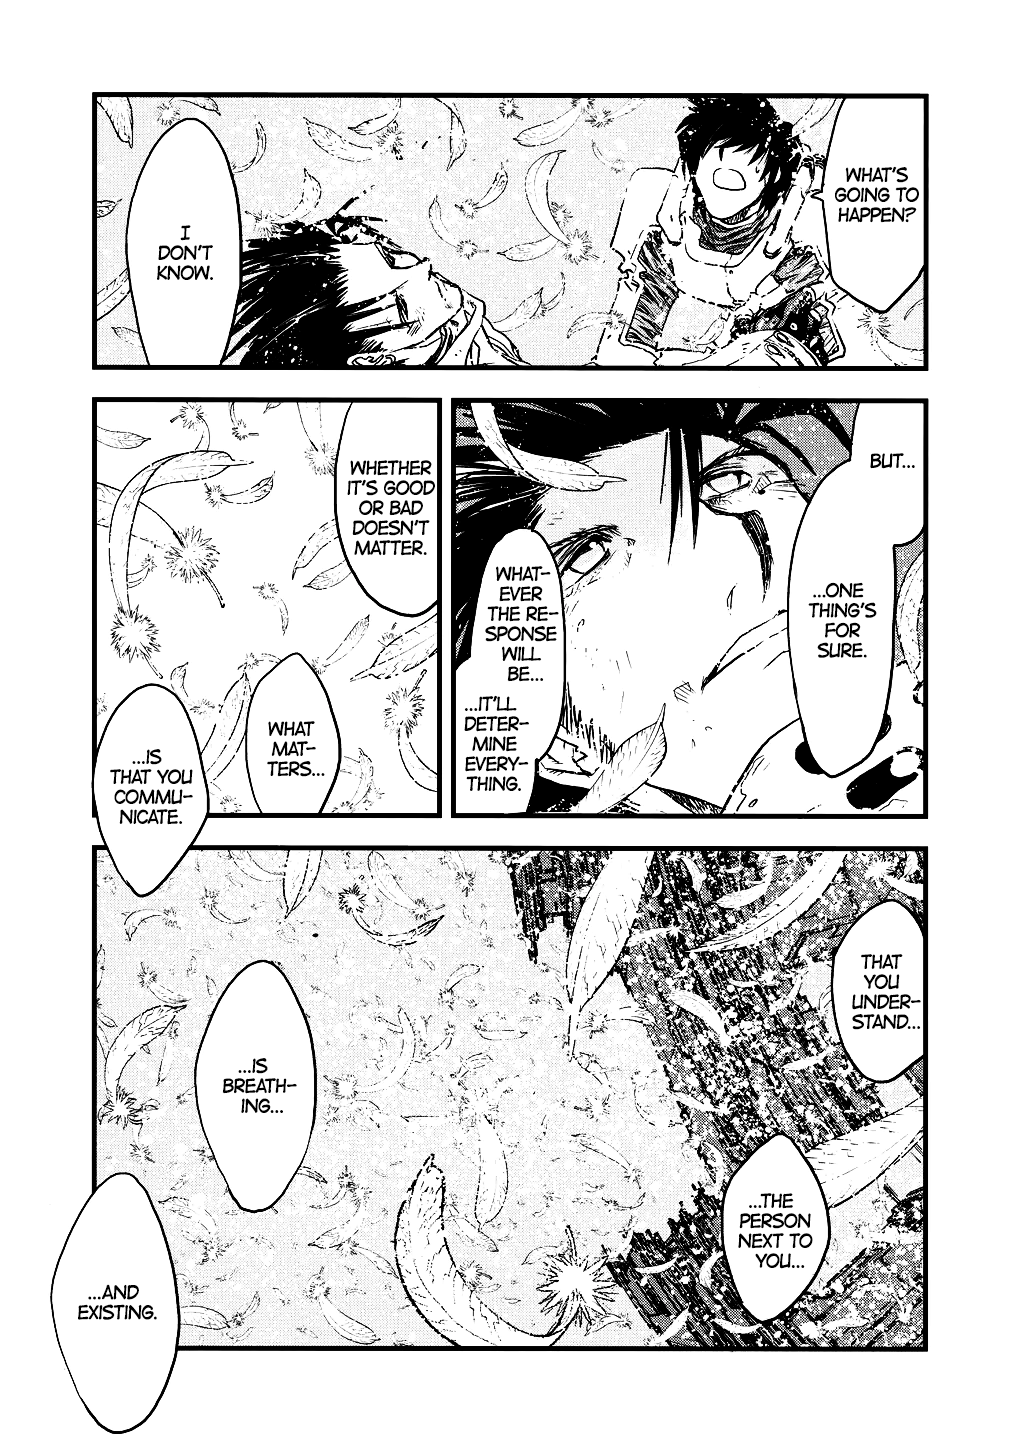 WHAT'S
GOING TO
HAPPEN?
I
DON'T
KNOW.
BUT...
...ONE
THING'S
FOR
SURE.
WHAT-
EVER
THE RE-
SPONSE
WILL
BE...
...IT'LL
DETER-
MINE
EVERY-
THING.
WHETHER
IT'S GOOD
OR BAD
DOESN'T
MATTER.
WHAT
MAT-
TERS...
...IS
THAT YOU
COMMU-
NICATE.
THAT
YOU
UNDER-
STAND...
...THE
PERSON
NEXT TO
YOU...
...IS
BREATH-
ING...
...AND
EXISTING.